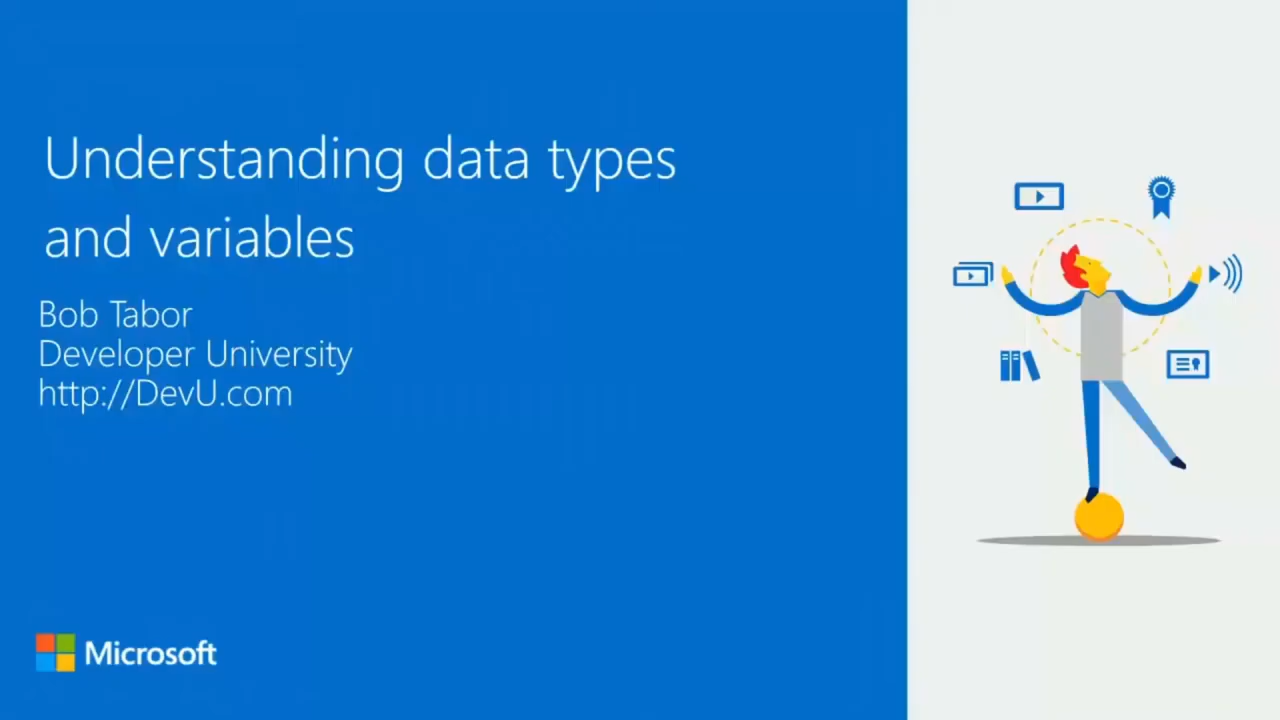 Understanding data types
and variables
Bob Tabor
Developer University
http://DevU.com
Microsoft